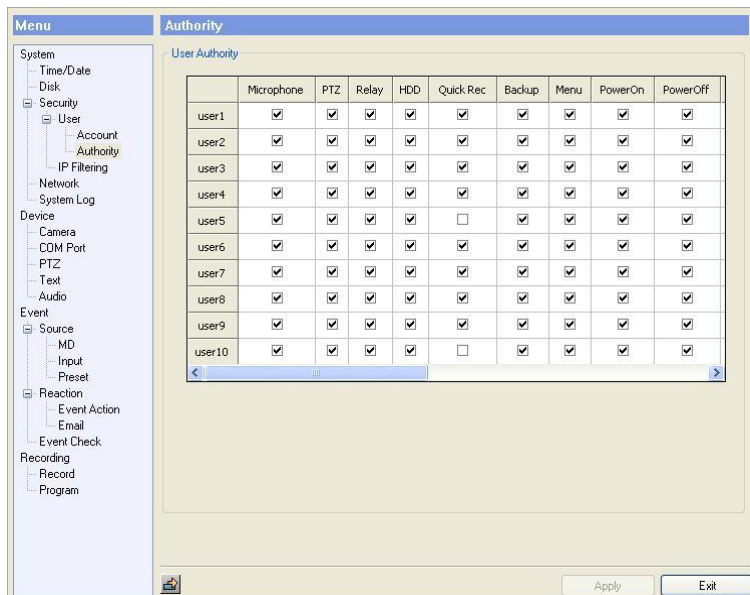 Menu
System
Time/Date
Disk
Security
User
Account
Authority
IP Filtering
Network
System Log
Device
Camera
COM Port
PTZ
Text
Audio
Event
Source
MD
Input
Preset
Reaction
Event Action
Email
Event Check
Recording
Record
Program
Authority
User Authority
Microphone PTZ Relay HDD Quick Rec Backup Menu PowerOn PowerOff
user1
user2
user3
user4
user5
user6
user7
user8
user9
user10
Apply Exit